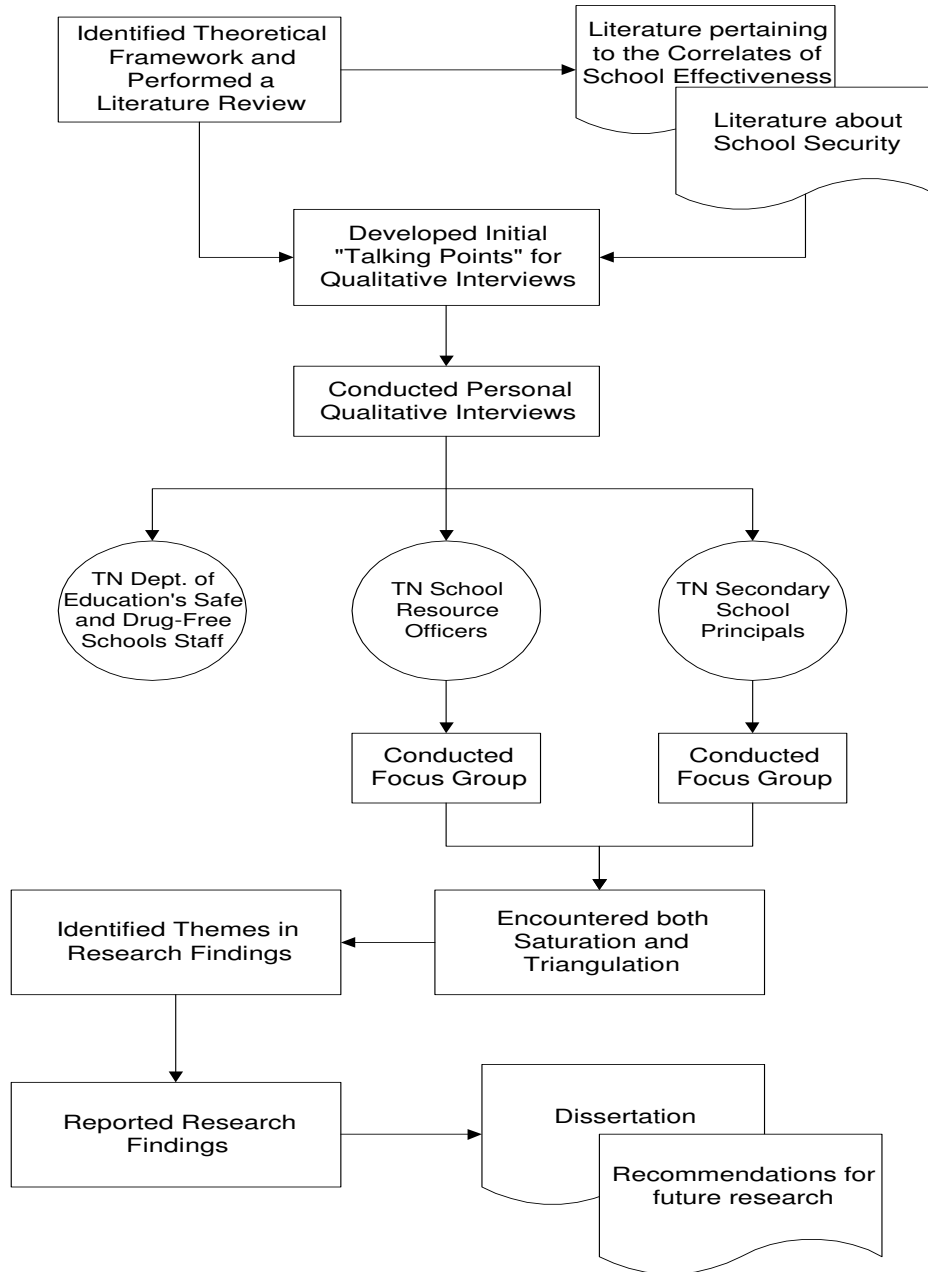 Identified Theoretical
Framework and
Performed a
Literature Review
Literature pertaining
to the Correlates of
School Effectiveness
Literature about
School Security
Developed Initial
"Talking Points" for
Qualitative Interviews
Conducted Personal
Qualitative Interviews
TN Dept. of
Education's Safe
and Drug-Free
Schools Staff
TN School
Resource
Officers
TN Secondary
School
Principals
Conducted
Focus Group
Conducted
Focus Group
Encountered both
Saturation and
Triangulation
Identified Themes in
Research Findings
Reported Research
Findings
Dissertation
Recommendations for
future research